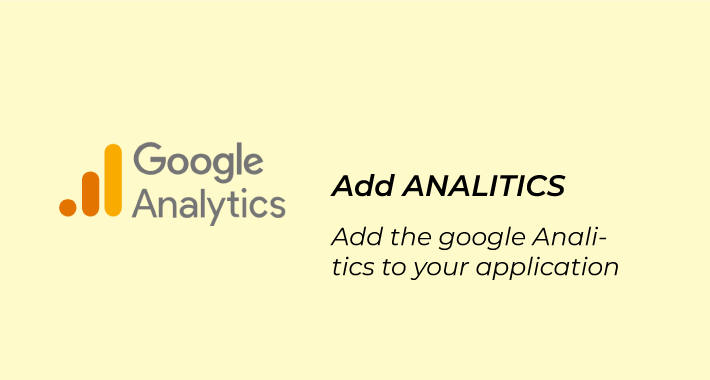 Google
Analytics
Add ANALITICS
Add the google Anali-
tics to your application